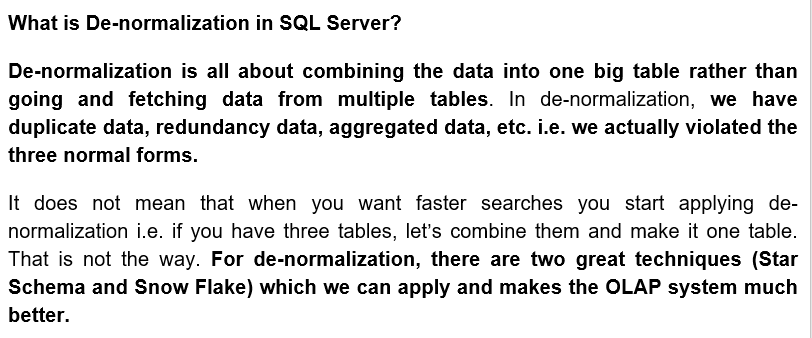 What is De-normalization in SQL Server?
De-normalization is all about combining the data into one big table rather than
going and fetching data from multiple tables. In de-normalization, we have
duplicate data, redundancy data, aggregated data, etc. i.e. we actually violated the
three normal forms.
It does not mean that when you want faster searches you start applying de-
normalization i.e. if you have three tables, let's combine them and make it one table.
That is not the way. For de-normalization, there are two great techniques (Star
Schema and Snow Flake) which we can apply and makes the OLAP system much
better.